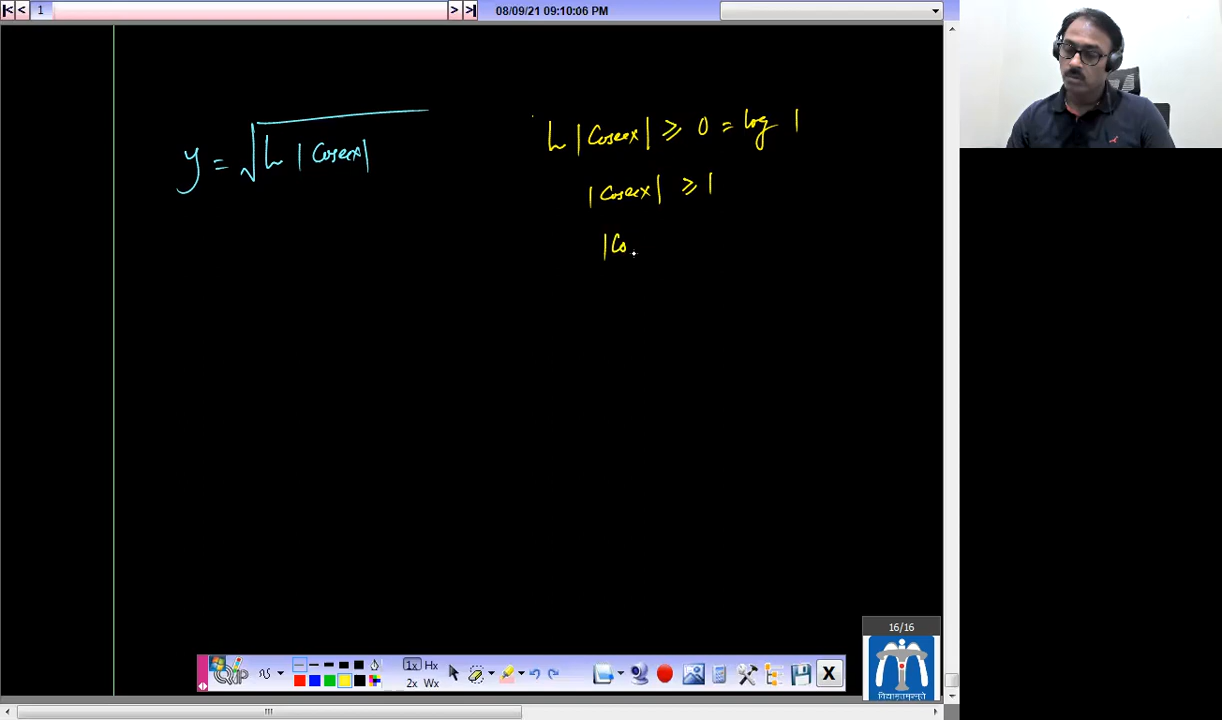 1
08/09/21 09:10:06 PM
y = √ln |Cosecx|
ln |Cosecx| ≥ 0 = log 1
|Cosecx| ≥ 1
|Co
16/16
1x Hx
2x Wx
X